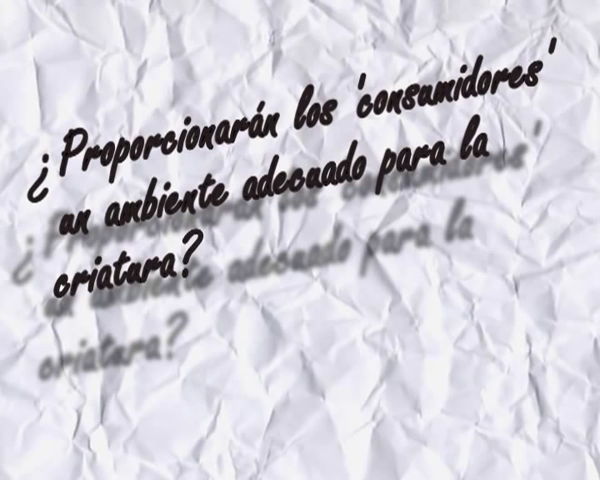 ¿Proporcionarán los 'consumidores'
un ambiente adecuado para la
criatura?